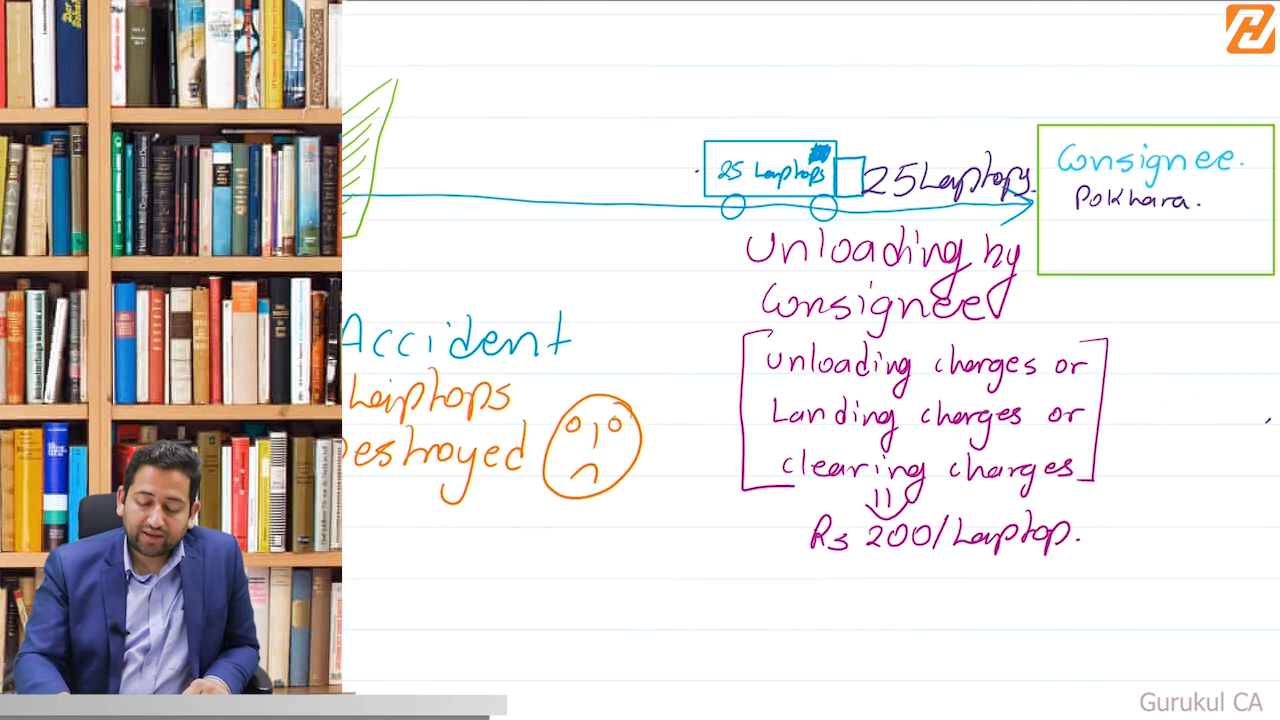 25 Laptops
25 Laptops.
Consignee.
Pokhara.
Unloading by
Consignee
Accident
Laptops
Destroyed
unloading charges or
Landing charges or
clearing charges
Rs 200/Laptop.
Gurukul CA